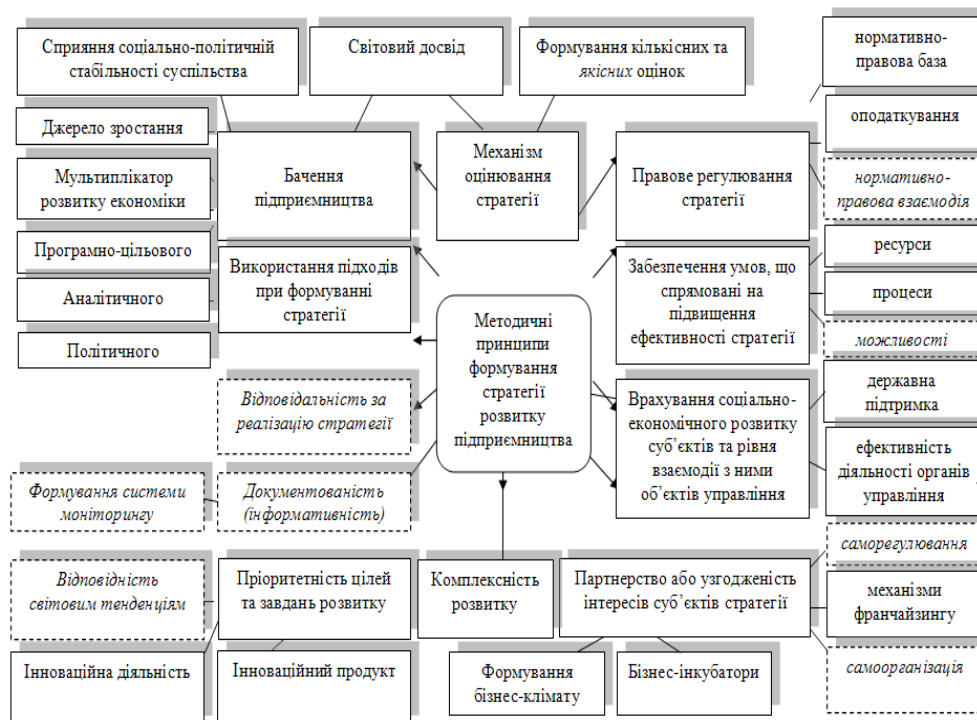 Сприяння соціально-політичній
стабільності суспільства
Світовий досвід
Формування кількісних та
якісних оцінок
нормативно-
правова база
Джерело зростання
оподаткування
Мультиплікатор
розвитку економіки
Бачення
підприємництва
Механізм
оцінювання
стратегії
Правове регулювання
стратегії
нормативно-
правова взаємодія
Програмно-цільового
Використання підходів
при формуванні
стратегії
Забезпечення умов, що
спрямовані на
підвищення
ефективності стратегії
ресурси
Аналітичного
процеси
Політичного
можливості
Методичні
принципи
формування
стратегії
розвитку
підприємництва
Відповідальність за
реалізацію стратегії
Врахування соціально-
економічного розвитку
суб’єктів та рівня
взаємодії з ними
об’єктів управління
державна
підтримка
ефективність
діяльності органів
управління
Формування системи
моніторингу
Документованість
(інформативність)
саморегулювання
Відповідність
світовим тенденціям
Пріоритетність цілей
та завдань розвитку
Комплексність
розвитку
Партнерство або узгодженість
інтересів суб’єктів стратегії
механізми
франчайзингу
Інноваційна діяльність
Інноваційний продукт
Формування
бізнес-клімату
Бізнес-інкубатори
самоорганізація